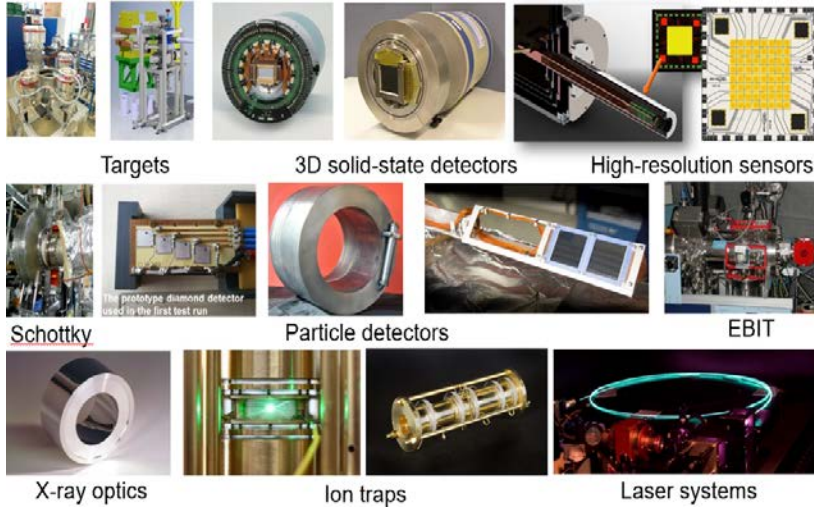 Targets
3D solid-state detectors
High-resolution sensors
The prototype diamond detector
used in the first test run
Schottky
Particle detectors
EBIT
X-ray optics
Ion traps
Laser systems